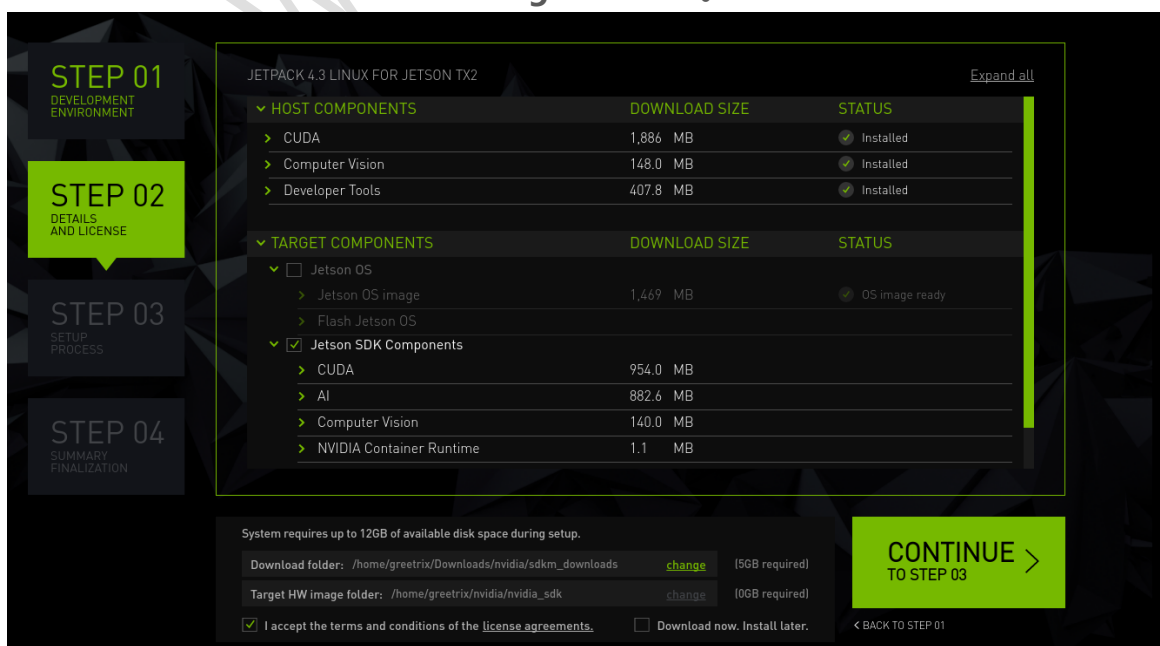 STEP 01
DEVELOPMENT
ENVIRONMENT
STEP 02
DETAILS
AND LICENSE
STEP 03
SETUP
PROCESS
STEP 04
SUMMARY
FINALIZATION
JETPACK 4.3 LINUX FOR JETSON TX2 Expand all
HOST COMPONENTS DOWNLOAD SIZE STATUS
CUDA 1,886 MB Installed
Computer Vision 148.0 MB Installed
Developer Tools 407.8 MB Installed
TARGET COMPONENTS DOWNLOAD SIZE STATUS
Jetson OS
Jetson OS image 1,469 MB OS image ready
Flash Jetson OS
Jetson SDK Components
CUDA 954.0 MB
AI 882.6 MB
Computer Vision 140.0 MB
NVIDIA Container Runtime 1.1 MB
System requires up to 12GB of available disk space during setup.
Download folder: /home/greetrix/Downloads/nvidia/sdkm_downloads change (5GB required)
Target HW image folder: /home/greetrix/nvidia/nvidia_sdk change (0GB required)
I accept the terms and conditions of the license agreements. Download now. Install later.
CONTINUE
TO STEP 03
< BACK TO STEP 01